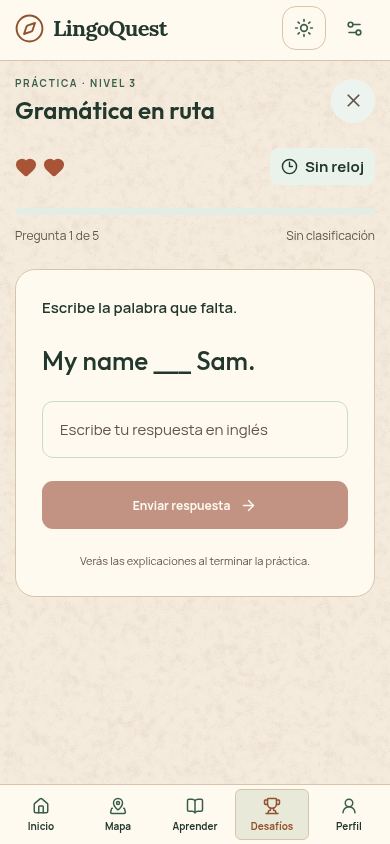 LingoQuest
PRÁCTICA · NIVEL 3
Gramática en ruta
Sin reloj
Pregunta 1 de 5
Sin clasificación
Escribe la palabra que falta.
My name ___ Sam.
Escribe tu respuesta en inglés
Enviar respuesta
Verás las explicaciones al terminar la práctica.
Inicio
Mapa
Aprender
Desafíos
Perfil